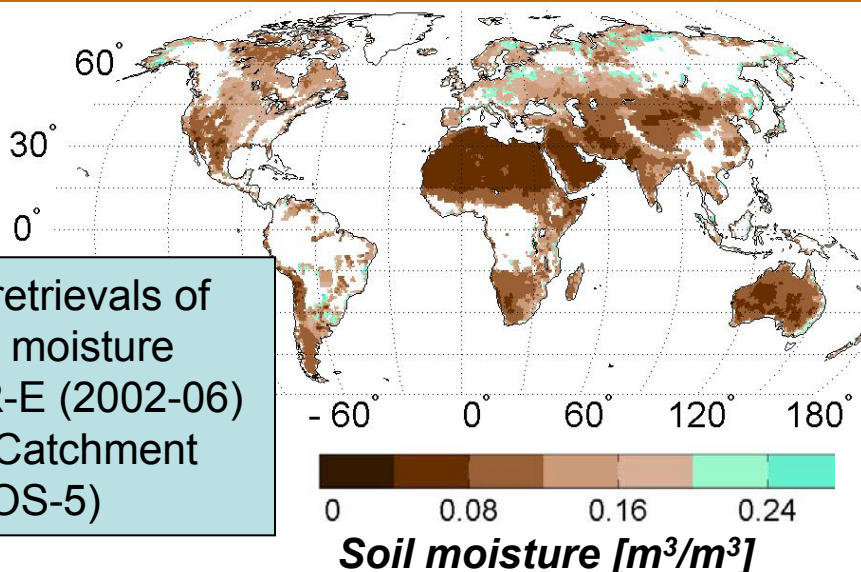 60°
30°
0°
retrievals of
moisture
R-E (2002-06)
Catchment
OS-5)
- 60° 0° 60° 120° 180°
0 0.08 0.16 0.24
Soil moisture [m³/m³]